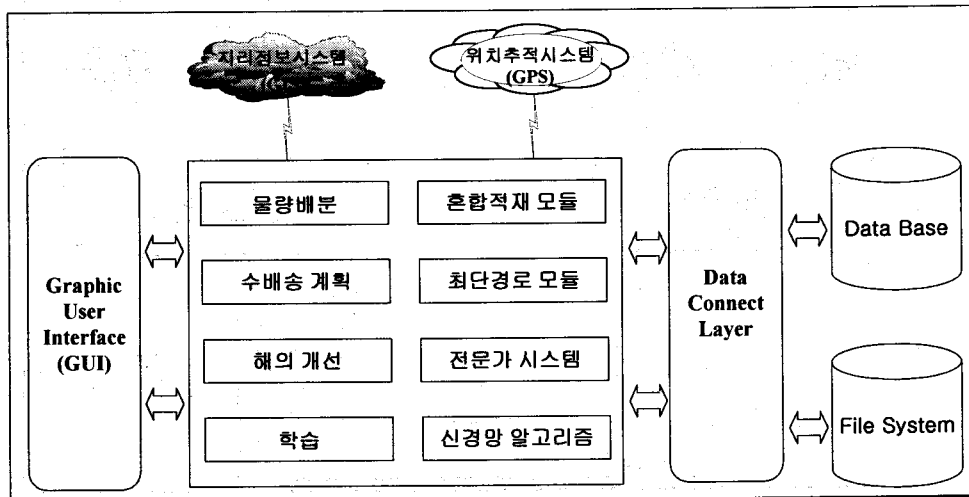 지리정보시스템
위치추적시스템
(GPS)
물량배분
혼합적재 모듈
수배송 계획
최단경로 모듈
해의 개선
전문가 시스템
학습
신경망 알고리즘
Graphic
User
Interface
(GUI)
Data
Connect
Layer
Data Base
File System